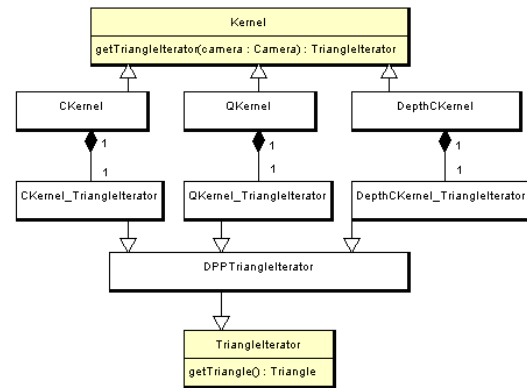 Kernel
getTriangleIterator(camera : Camera) : TriangleIterator
CKernel
QKernel
DepthCKernel
1
1
1
1
1
1
CKernel_TriangleIterator
QKernel_TriangleIterator
DepthCKernel_TriangleIterator
DPPTriangleIterator
TriangleIterator
getTriangle() : Triangle